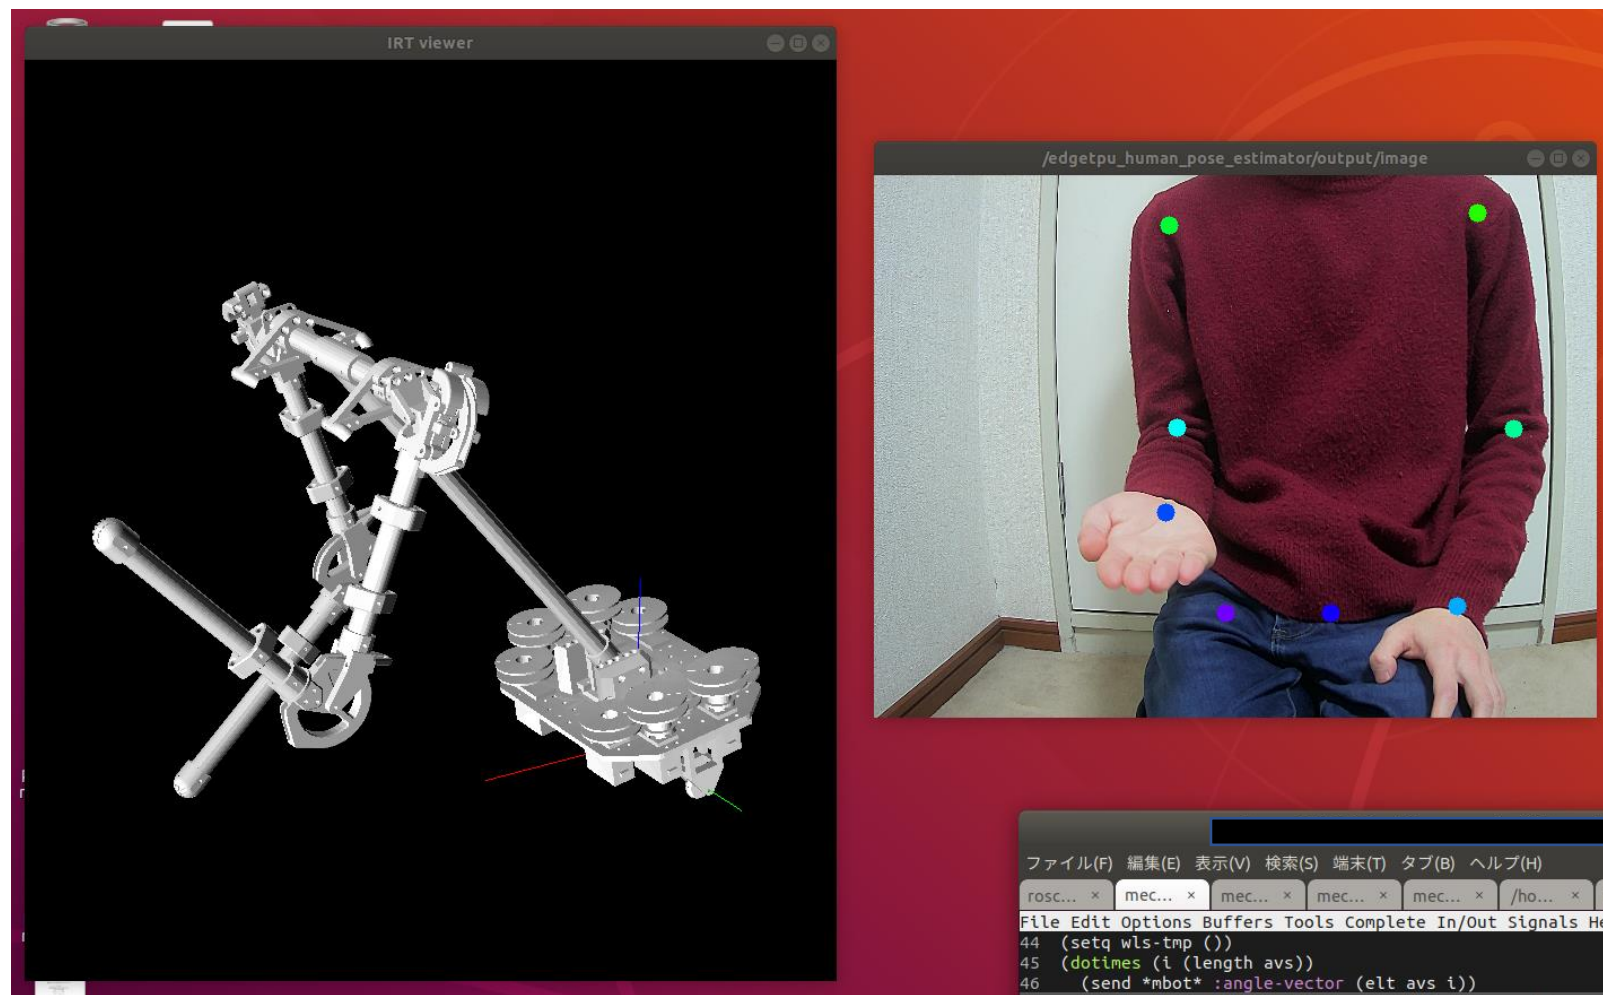 IRT viewer
/edgetpu_human_pose_estimator/output/image
ファイル(F) 編集(E) 表示(V) 検索(S) 端末(T) タブ(B) ヘルプ(H)
rosc... × mec... × mec... × mec... × mec... × /ho... ×
File Edit Options Buffers Tools Complete In/Out Signals He
44 (setq wls-tmp ())
45 (dotimes (i (length avs))
46 (send *mbot* :angle-vector (elt avs i))